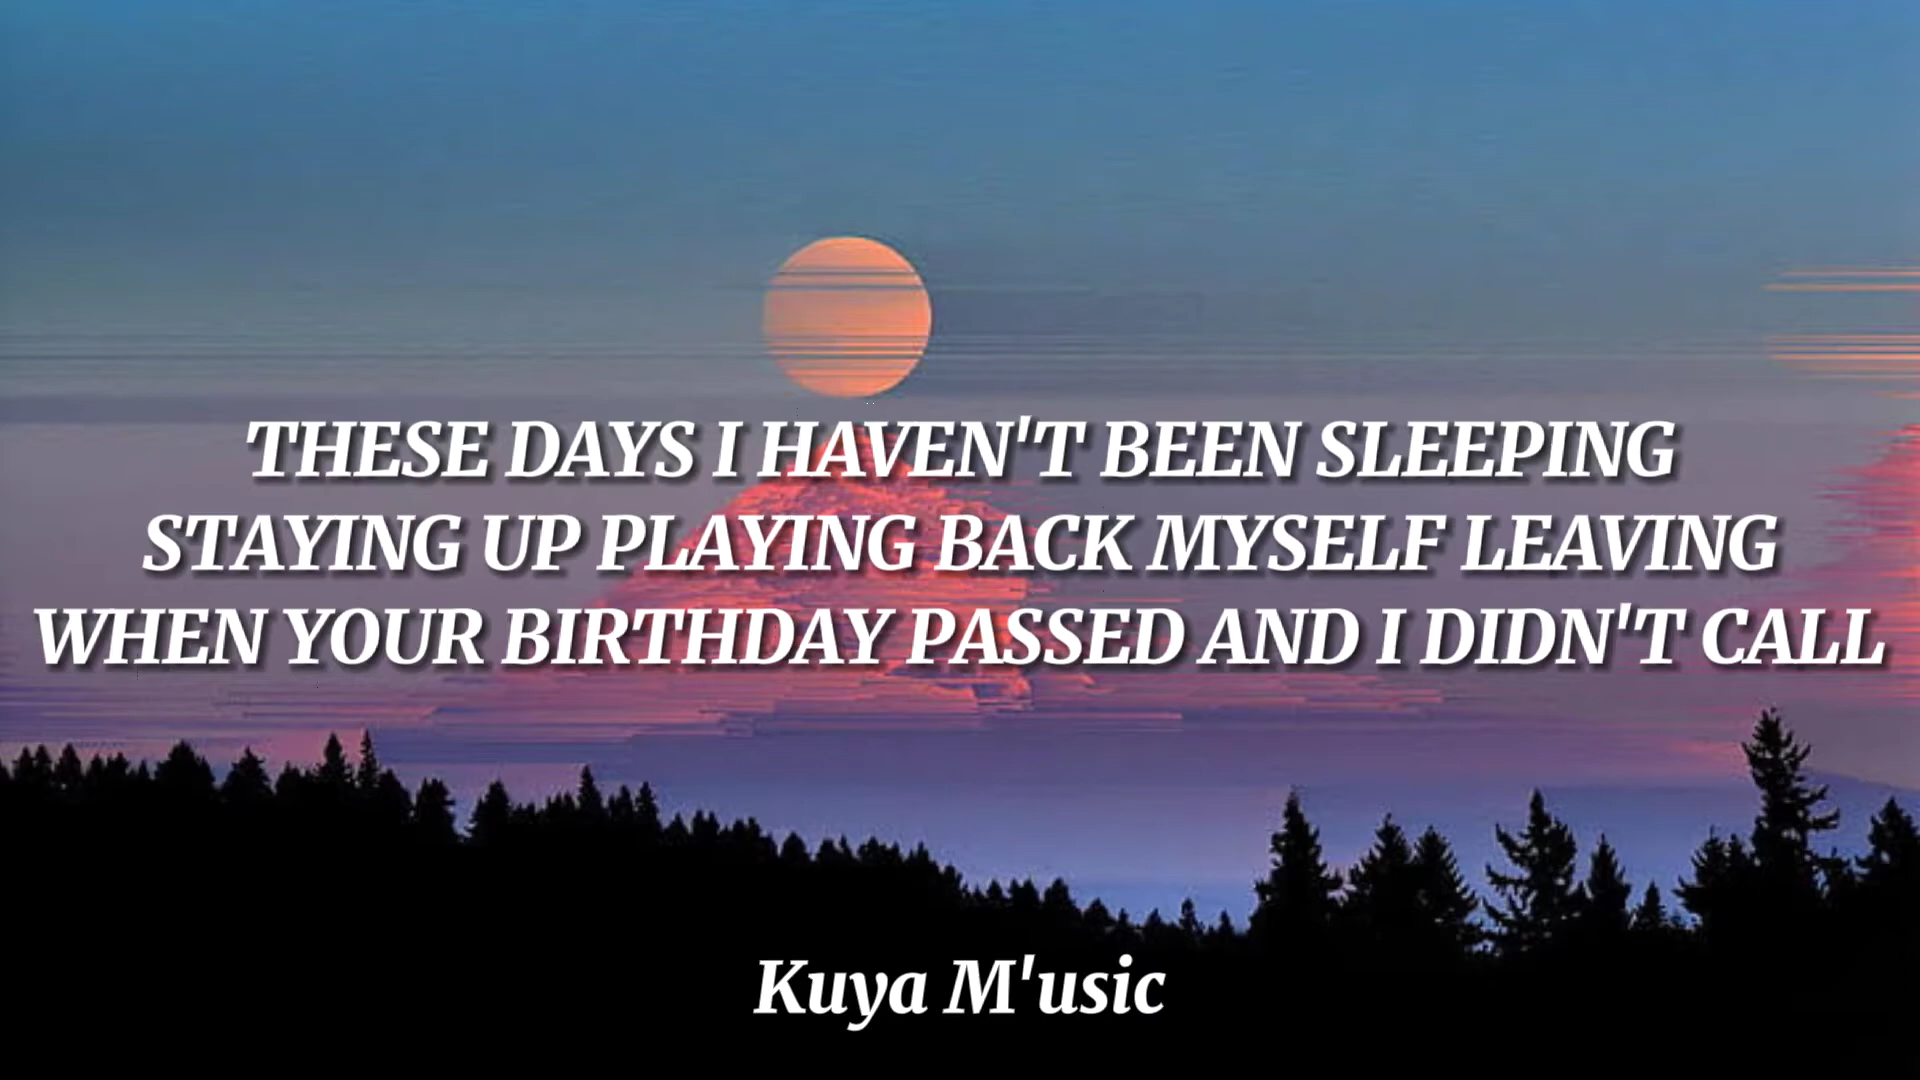 THESE DAYS I HAVEN'T BEEN SLEEPING
STAYING UP PLAYING BACK MYSELF LEAVING
WHEN YOUR BIRTHDAY PASSED AND I DIDN'T CALL
Kuya M'usic